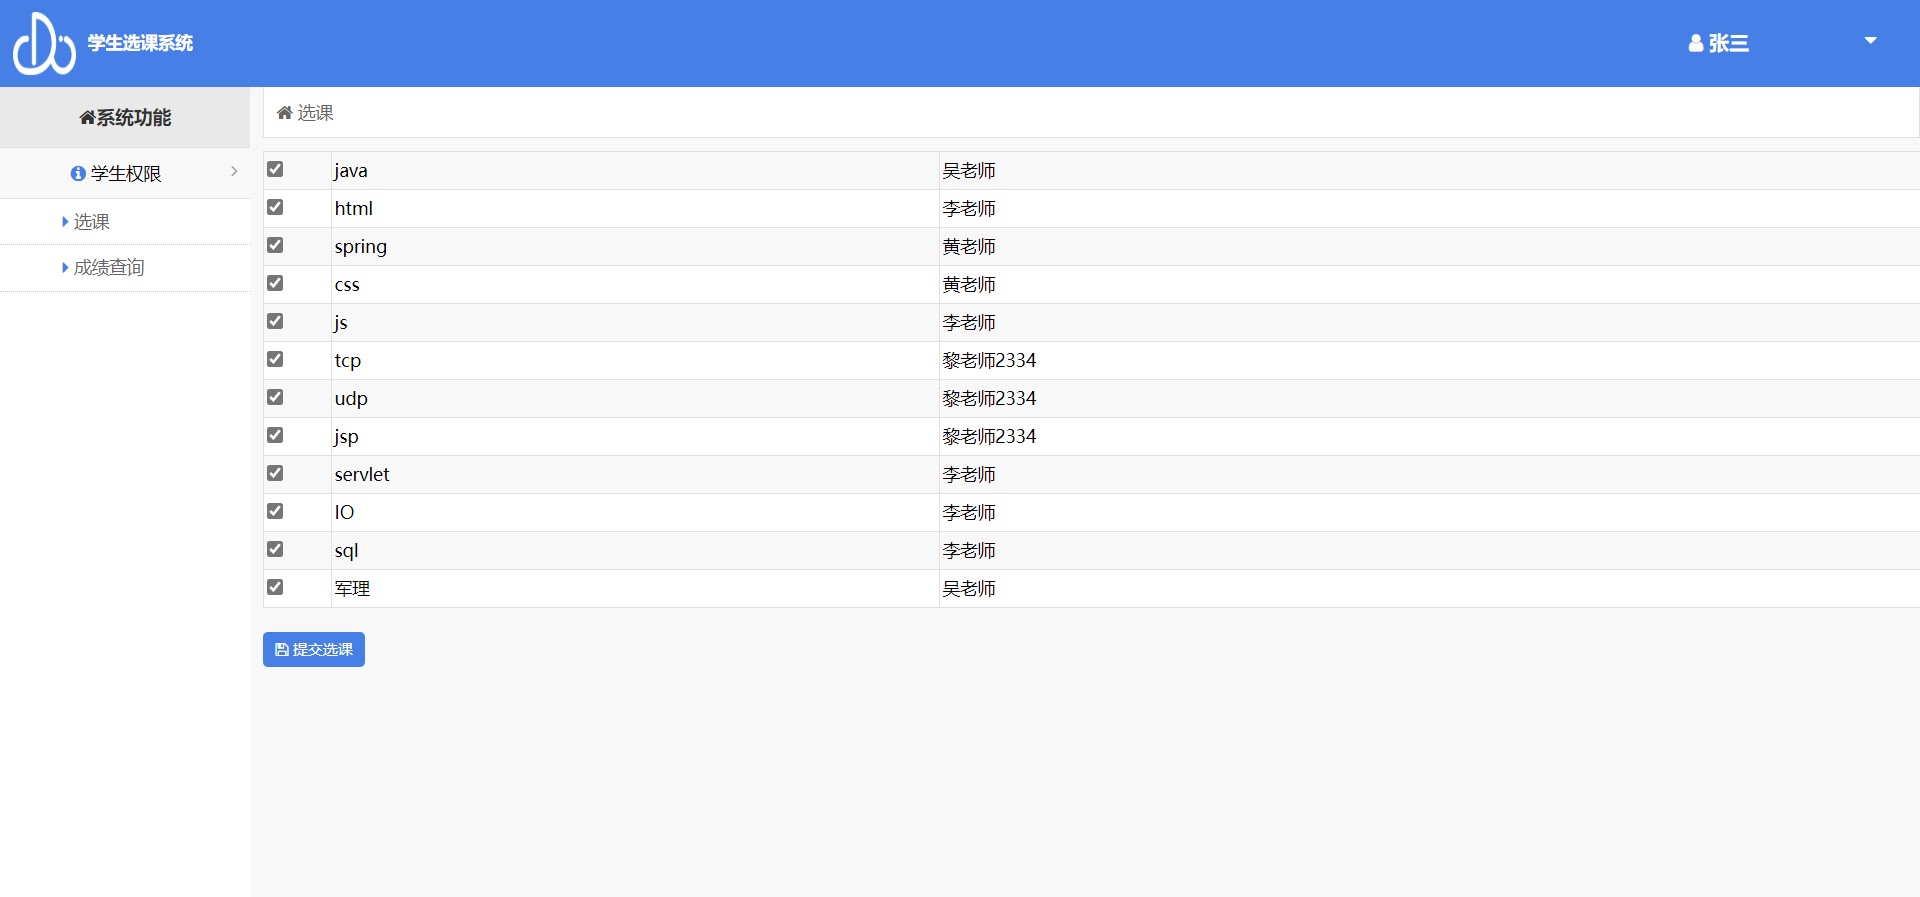 学生选课系统
张三
系统功能
学生权限
选课
成绩查询
选课
java 吴老师
html 李老师
spring 黄老师
css 黄老师
js 李老师
tcp 黎老师2334
udp 黎老师2334
jsp 黎老师2334
servlet 李老师
IO 李老师
sql 李老师
军理 吴老师
提交选课